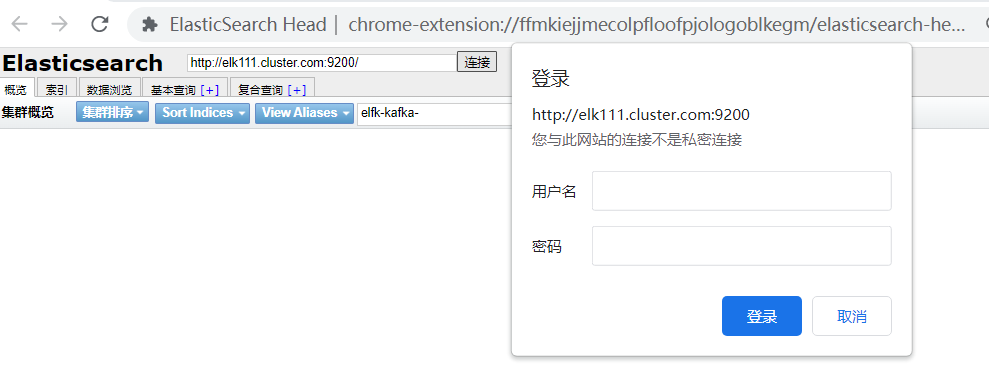 ElasticSearch Head | chrome-extension://ffmkiejjmecolpfloofpjologoblkegm/elasticsearch-he...
Elasticsearch http://elk111.cluster.com:9200/ 连接
概览 索引 数据浏览 基本查询 [+] 复合查询 [+]
集群概览 集群排序 Sort Indices View Aliases elfk-kafka-
登录
http://elk111.cluster.com:9200
您与此网站的连接不是私密连接
用户名
密码
登录 取消